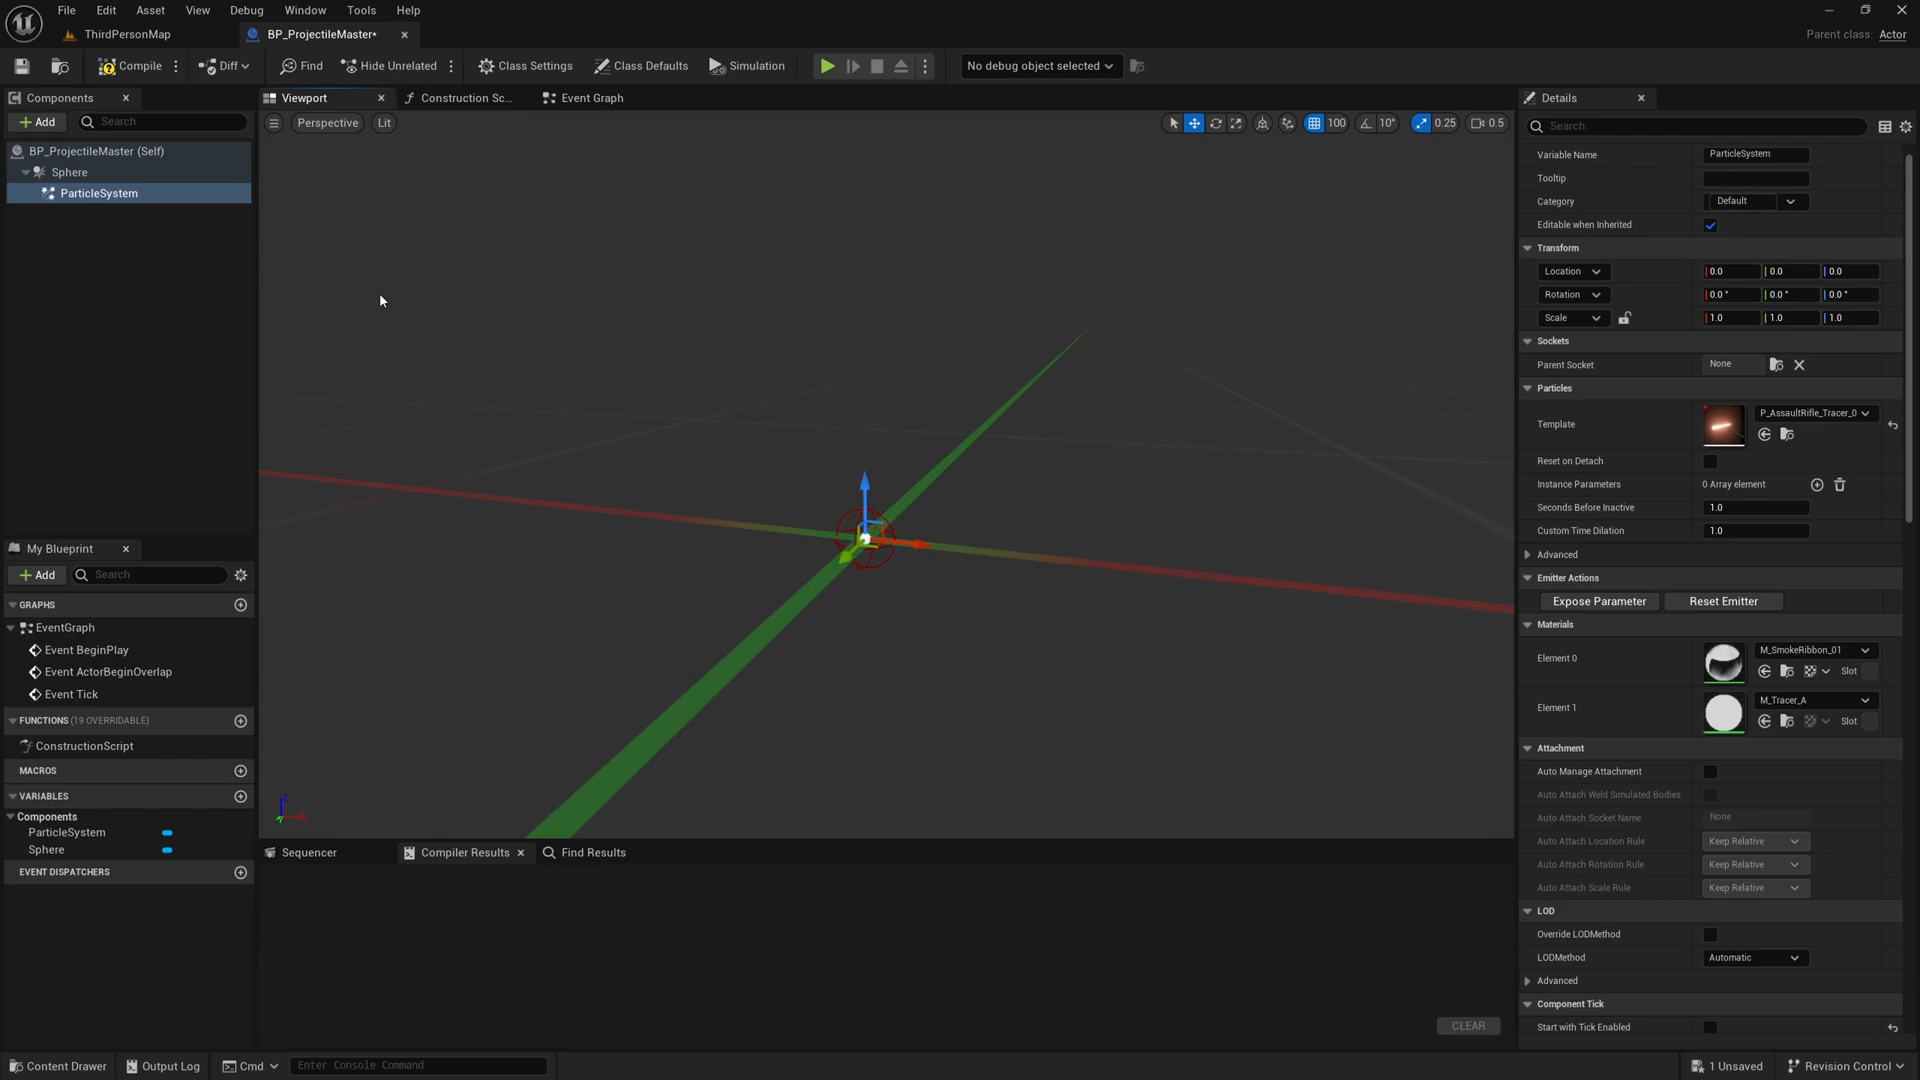 File Edit Asset View Debug Window Tools Help
ThirdPersonMap
BP_ProjectileMaster•
Parent class: Actor
Compile
Diff
Find
Hide Unrelated
Class Settings
Class Defaults
Simulation
No debug object selected
Components
Add
Search
BP_ProjectileMaster (Self)
Sphere
ParticleSystem
My Blueprint
Add
Search
GRAPHS
EventGraph
Event BeginPlay
Event ActorBeginOverlap
Event Tick
FUNCTIONS (19 OVERRIDABLE)
ConstructionScript
MACROS
VARIABLES
Components
ParticleSystem
Sphere
EVENT DISPATCHERS
Viewport
Construction Sc...
Event Graph
Perspective
Lit
100
10°
0.25
0.5
Z
Sequencer
Compiler Results
Find Results
CLEAR
Details
Search
Variable Name ParticleSystem
Tooltip
Category Default
Editable when Inherited
Transform
Location 0.0 0.0 0.0
Rotation 0.0 ° 0.0 ° 0.0 °
Scale 1.0 1.0 1.0
Sockets
Parent Socket None
Particles
Template P_AssaultRifle_Tracer_0
Reset on Detach
Instance Parameters 0 Array element
Seconds Before Inactive 1.0
Custom Time Dilation 1.0
Advanced
Emitter Actions
Expose Parameter Reset Emitter
Materials
Element 0 M_SmokeRibbon_01
Slot
Element 1 M_Tracer_A
Slot
Attachment
Auto Manage Attachment
Auto Attach Weld Simulated Bodies
Auto Attach Socket Name None
Auto Attach Location Rule Keep Relative
Auto Attach Rotation Rule Keep Relative
Auto Attach Scale Rule Keep Relative
LOD
Override LODMethod
LODMethod Automatic
Advanced
Component Tick
Start with Tick Enabled
Content Drawer
Output Log
Cmd
Enter Console Command
1 Unsaved
Revision Control